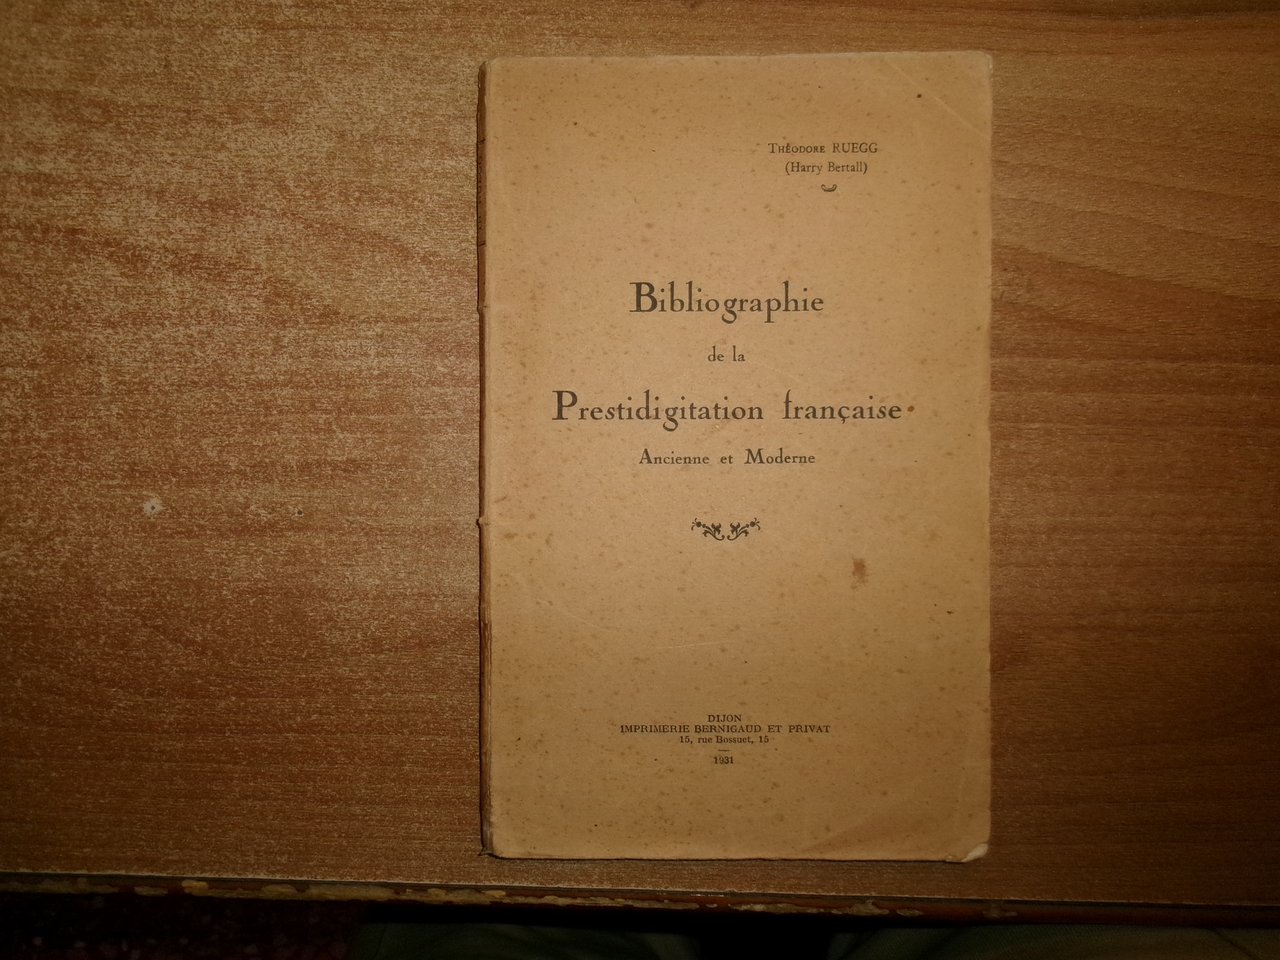 Théodore RUEGG
(Harry Bertall)
Bibliographie
de la
Prestidigitation française
Ancienne et Moderne
DIJON
IMPRIMERIE BERNIGAUD ET PRIVAT
15, rue Bossuet, 15
1931